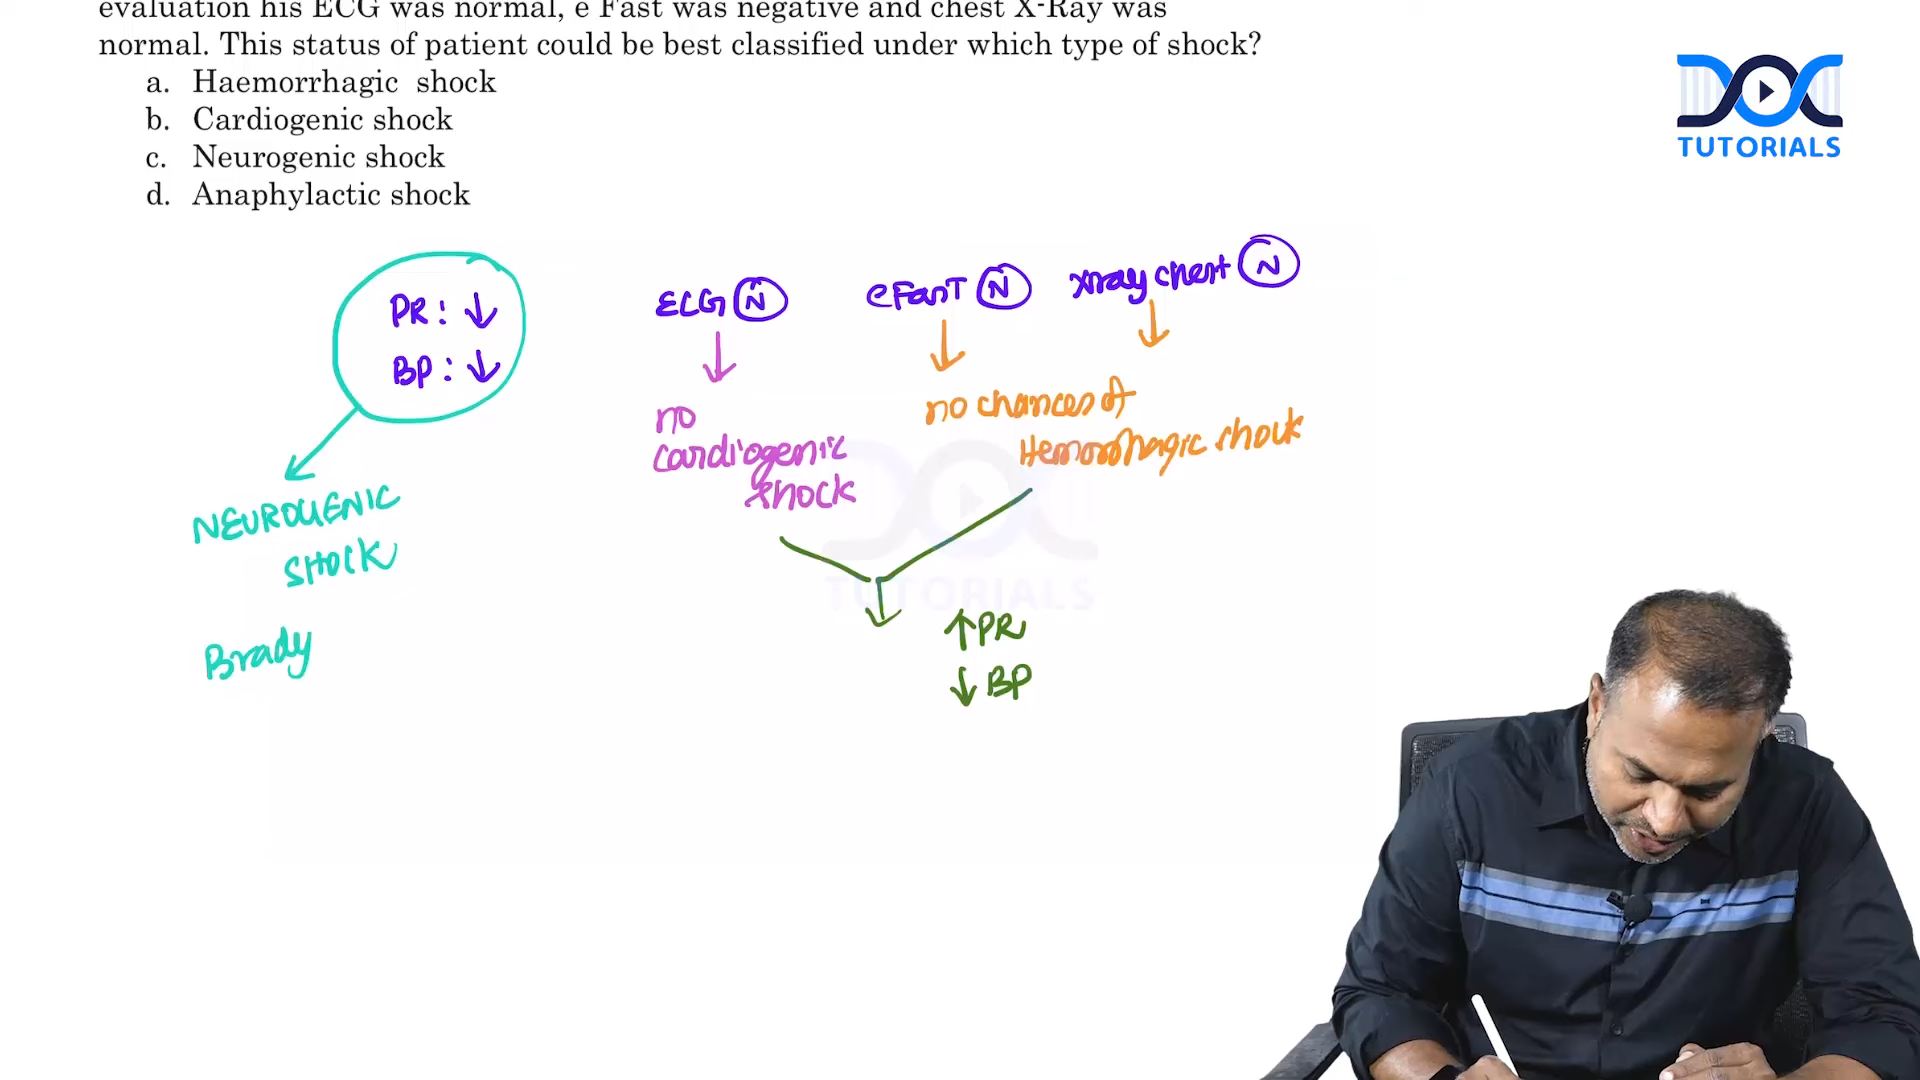 evaluation his ECG was normal, e Fast was negative and chest X-Ray was
normal. This status of patient could be best classified under which type of shock?
a. Haemorrhagic shock
b. Cardiogenic shock
c. Neurogenic shock
d. Anaphylactic shock
TUTORIALS
PR: ↓
BP: ↓
ECG N
eFAST N
xray chest N
no
cardiogenic
shock
no chances of
Hemorrhagic shock
NEUROGENIC
SHOCK
Brady
↑PR
↓BP
TUTORIALS